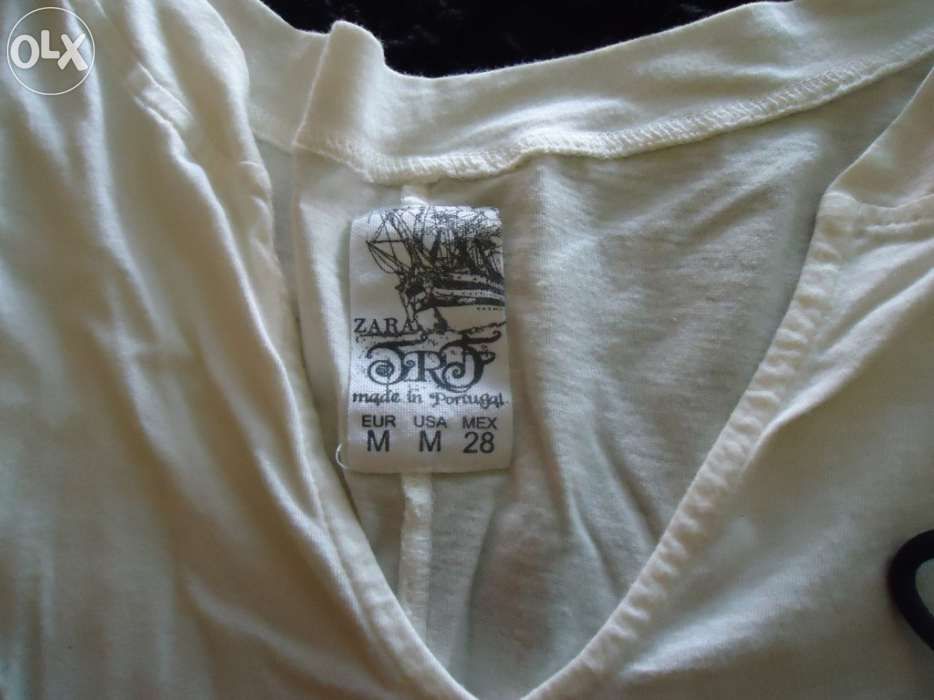 OLX
ZARA
TRF
made in Portugal
EUR USA MEX
M M 28